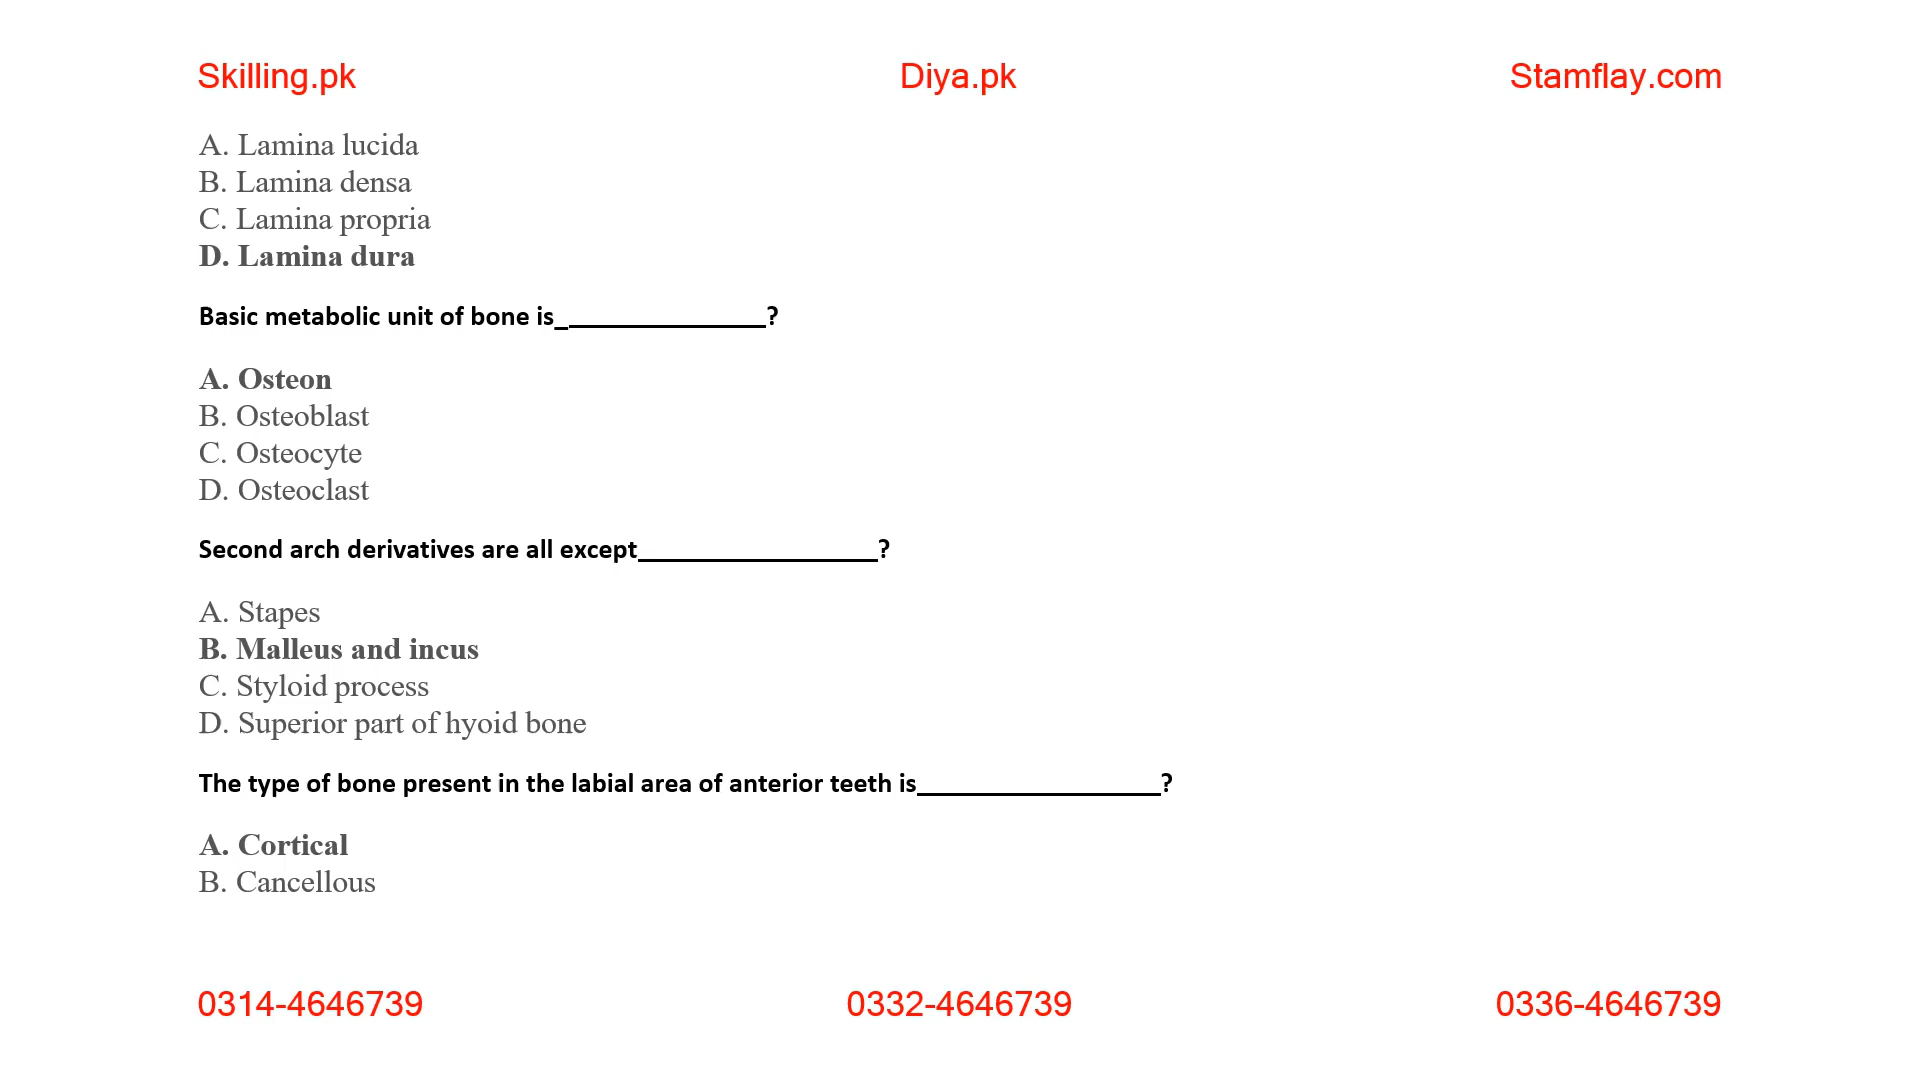 Skilling.pk Diya.pk Stamflay.com
A. Lamina lucida
B. Lamina densa
C. Lamina propria
D. Lamina dura
Basic metabolic unit of bone is_______________?
A. Osteon
B. Osteoblast
C. Osteocyte
D. Osteoclast
Second arch derivatives are all except_________________?
A. Stapes
B. Malleus and incus
C. Styloid process
D. Superior part of hyoid bone
The type of bone present in the labial area of anterior teeth is_________________?
A. Cortical
B. Cancellous
0314-4646739 0332-4646739 0336-4646739